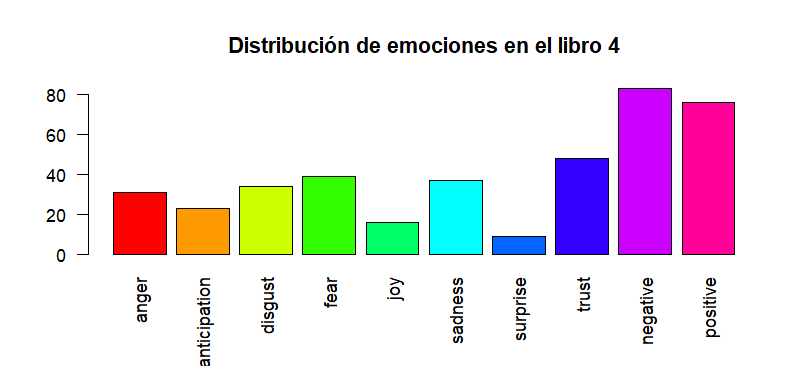 Distribución de emociones en el libro 4
80
60
40
20
0
anger
anticipation
disgust
fear
joy
sadness
surprise
trust
negative
positive